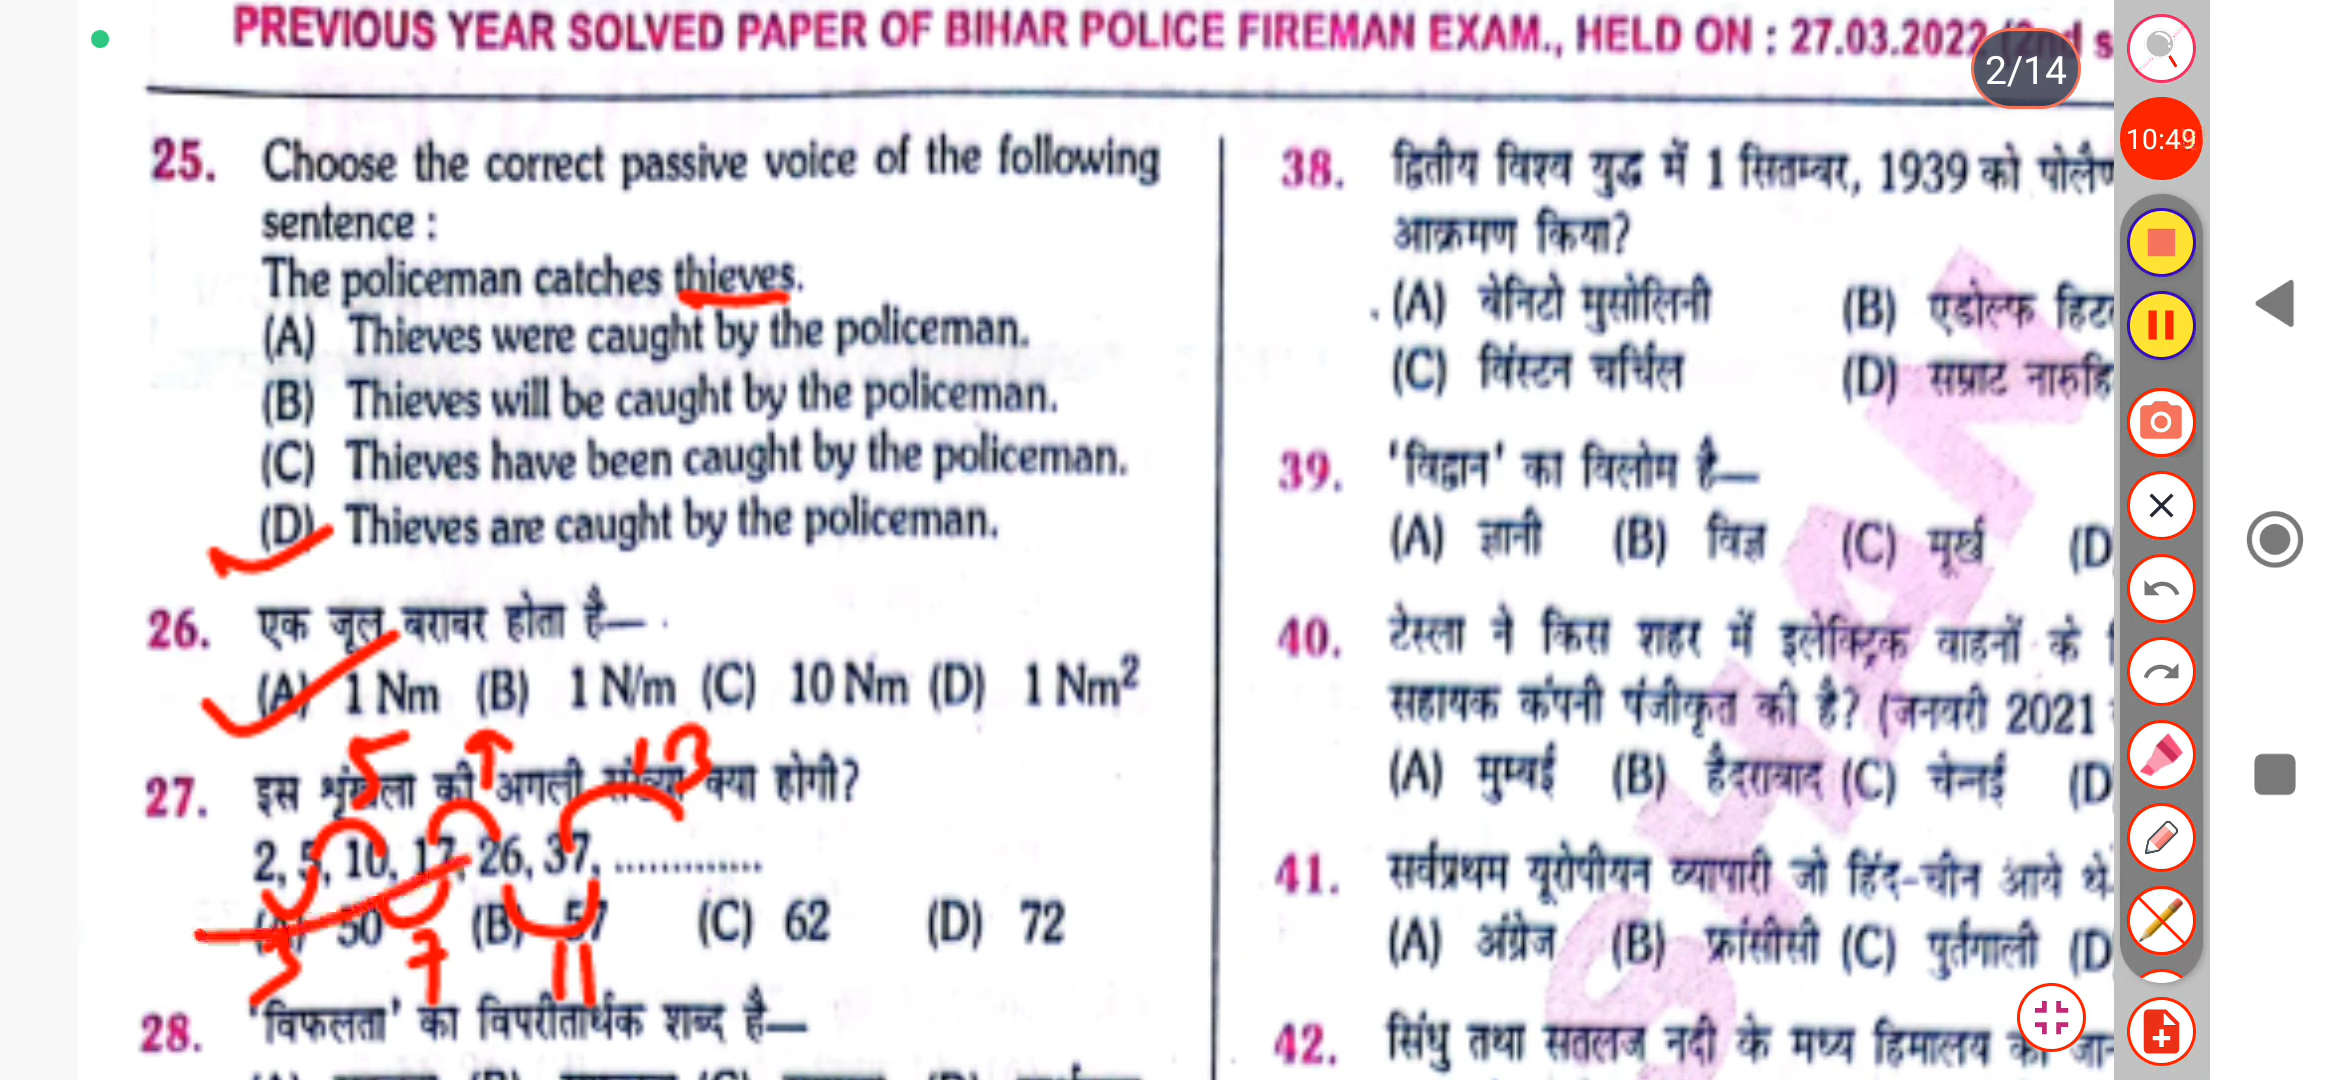 PREVIOUS YEAR SOLVED PAPER OF BIHAR POLICE FIREMAN EXAM., HELD ON : 27.03.2022 (2nd s
2/14
10:49
25. Choose the correct passive voice of the following
sentence :
The policeman catches thieves.
(A) Thieves were caught by the policeman.
(B) Thieves will be caught by the policeman.
(C) Thieves have been caught by the policeman.
(D) Thieves are caught by the policeman.
26. एक जूल बराबर होता है—
(A) 1 Nm (B) 1 N/m (C) 10 Nm (D) 1 Nm²
5 13
27. इस शृंखला की अगली संख्या क्या होगी?
2, 5, 10, 17, 26, 37, .............
(A) 50 (B) 57 (C) 62 (D) 72
3 7 11
28. 'विफलता' का विपरीतार्थक शब्द है—
38. द्वितीय विश्व युद्ध में 1 सितम्बर, 1939 को
आक्रमण किया?
(A) बेनिटो मुसोलिनी (B) एडोल्फ
(C) विंस्टन चर्चिल (D) सम्राट
39. 'विद्वान' का विलोम है—
(A) ज्ञानी (B) विज्ञ (C) मूर्ख (D
40. टेस्ला ने किस शहर में इलेक्ट्रिक वाहनों के
सहायक कंपनी पंजीकृत की है? (जनवरी 2021
(A) मुम्बई (B) हैदराबाद (C) चेन्नई (D
41. सर्वप्रथम यूरोपीयन व्यापारी जो हिंद-चीन आये थे
(A) अंग्रेज (B) फ्रांसीसी (C) पुर्तगाली (D
42. सिंधु तथा सतलज नदी के मध्य हिमालय को